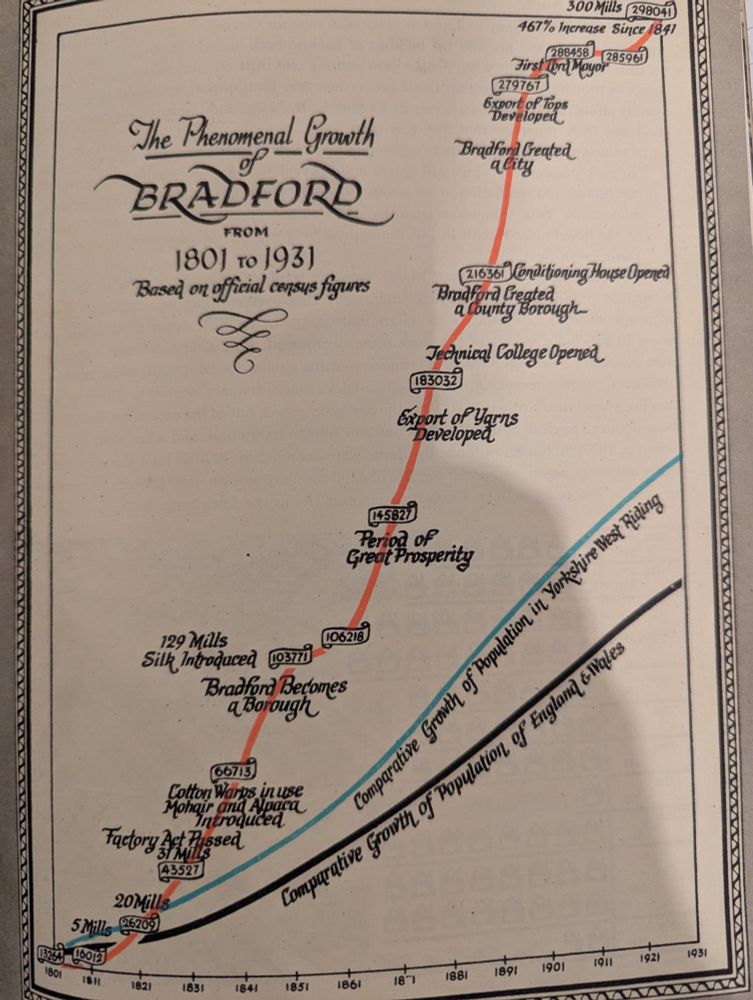 300 Mills 298041
467% Increase Since 1841
288458
285961
First Lord Mayor
279767
Export of Tops
Developed
Bradford Created
a City
The Phenomenal Growth
of
BRADFORD
FROM
1801 TO 1931
Based on official census figures
216361 Conditioning House Opened
Bradford Created
a County Borough
Technical College Opened
183032
Export of Yarns
Developed
145827
Period of
Great Prosperity
106218
129 Mills
Silk Introduced 103771
Bradford Becomes
a Borough
66713
Cotton Warps in use
Mohair and Alpaca
Introduced
Factory Act Passed
31 Mills
43527
20 Mills
26209
5 Mills
13264
16012
Comparative Growth of Population in Yorkshire West Riding
Comparative Growth of Population of England & Wales
1801 1811 1821 1831 1841 1851 1861 1871 1881 1891 1901 1911 1921 1931